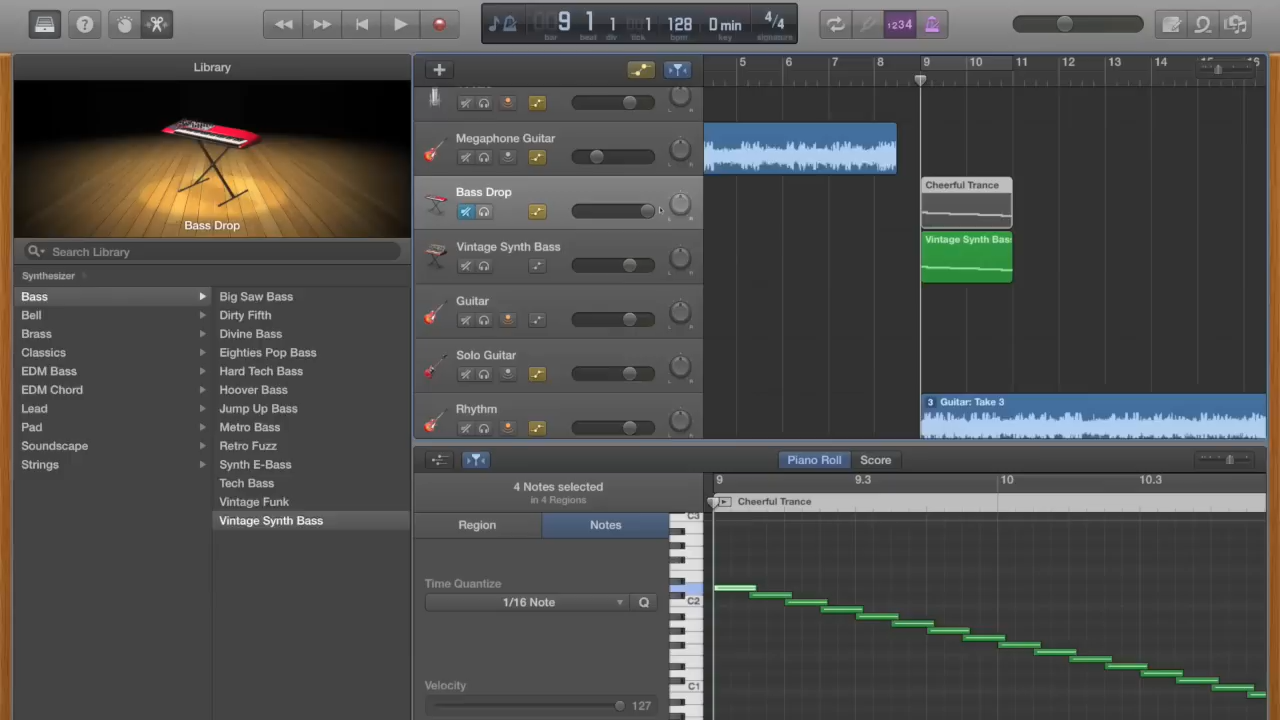 9 1 1 1 128 0 min 4/4
bar beat div tick bpm key signature
1234
Library
Bass Drop
Search Library
Synthesizer
Bass
Bell
Brass
Classics
EDM Bass
EDM Chord
Lead
Pad
Soundscape
Strings
Big Saw Bass
Dirty Fifth
Divine Bass
Eighties Pop Bass
Hard Tech Bass
Hoover Bass
Jump Up Bass
Metro Bass
Retro Fuzz
Synth E-Bass
Tech Bass
Vintage Funk
Vintage Synth Bass
5 6 7 8 9 10 11 12 13 14 15 16
Megaphone Guitar
L R
Bass Drop
L R
Vintage Synth Bass
L R
Guitar
L R
Solo Guitar
L R
Rhythm
Cheerful Trance
Vintage Synth Bass
3 Guitar: Take 3
Piano Roll Score
4 Notes selected
in 4 Regions
Region Notes
Time Quantize
1/16 Note Q
Velocity
127
9 9.3 10 10.3
Cheerful Trance
C3
C2
C1